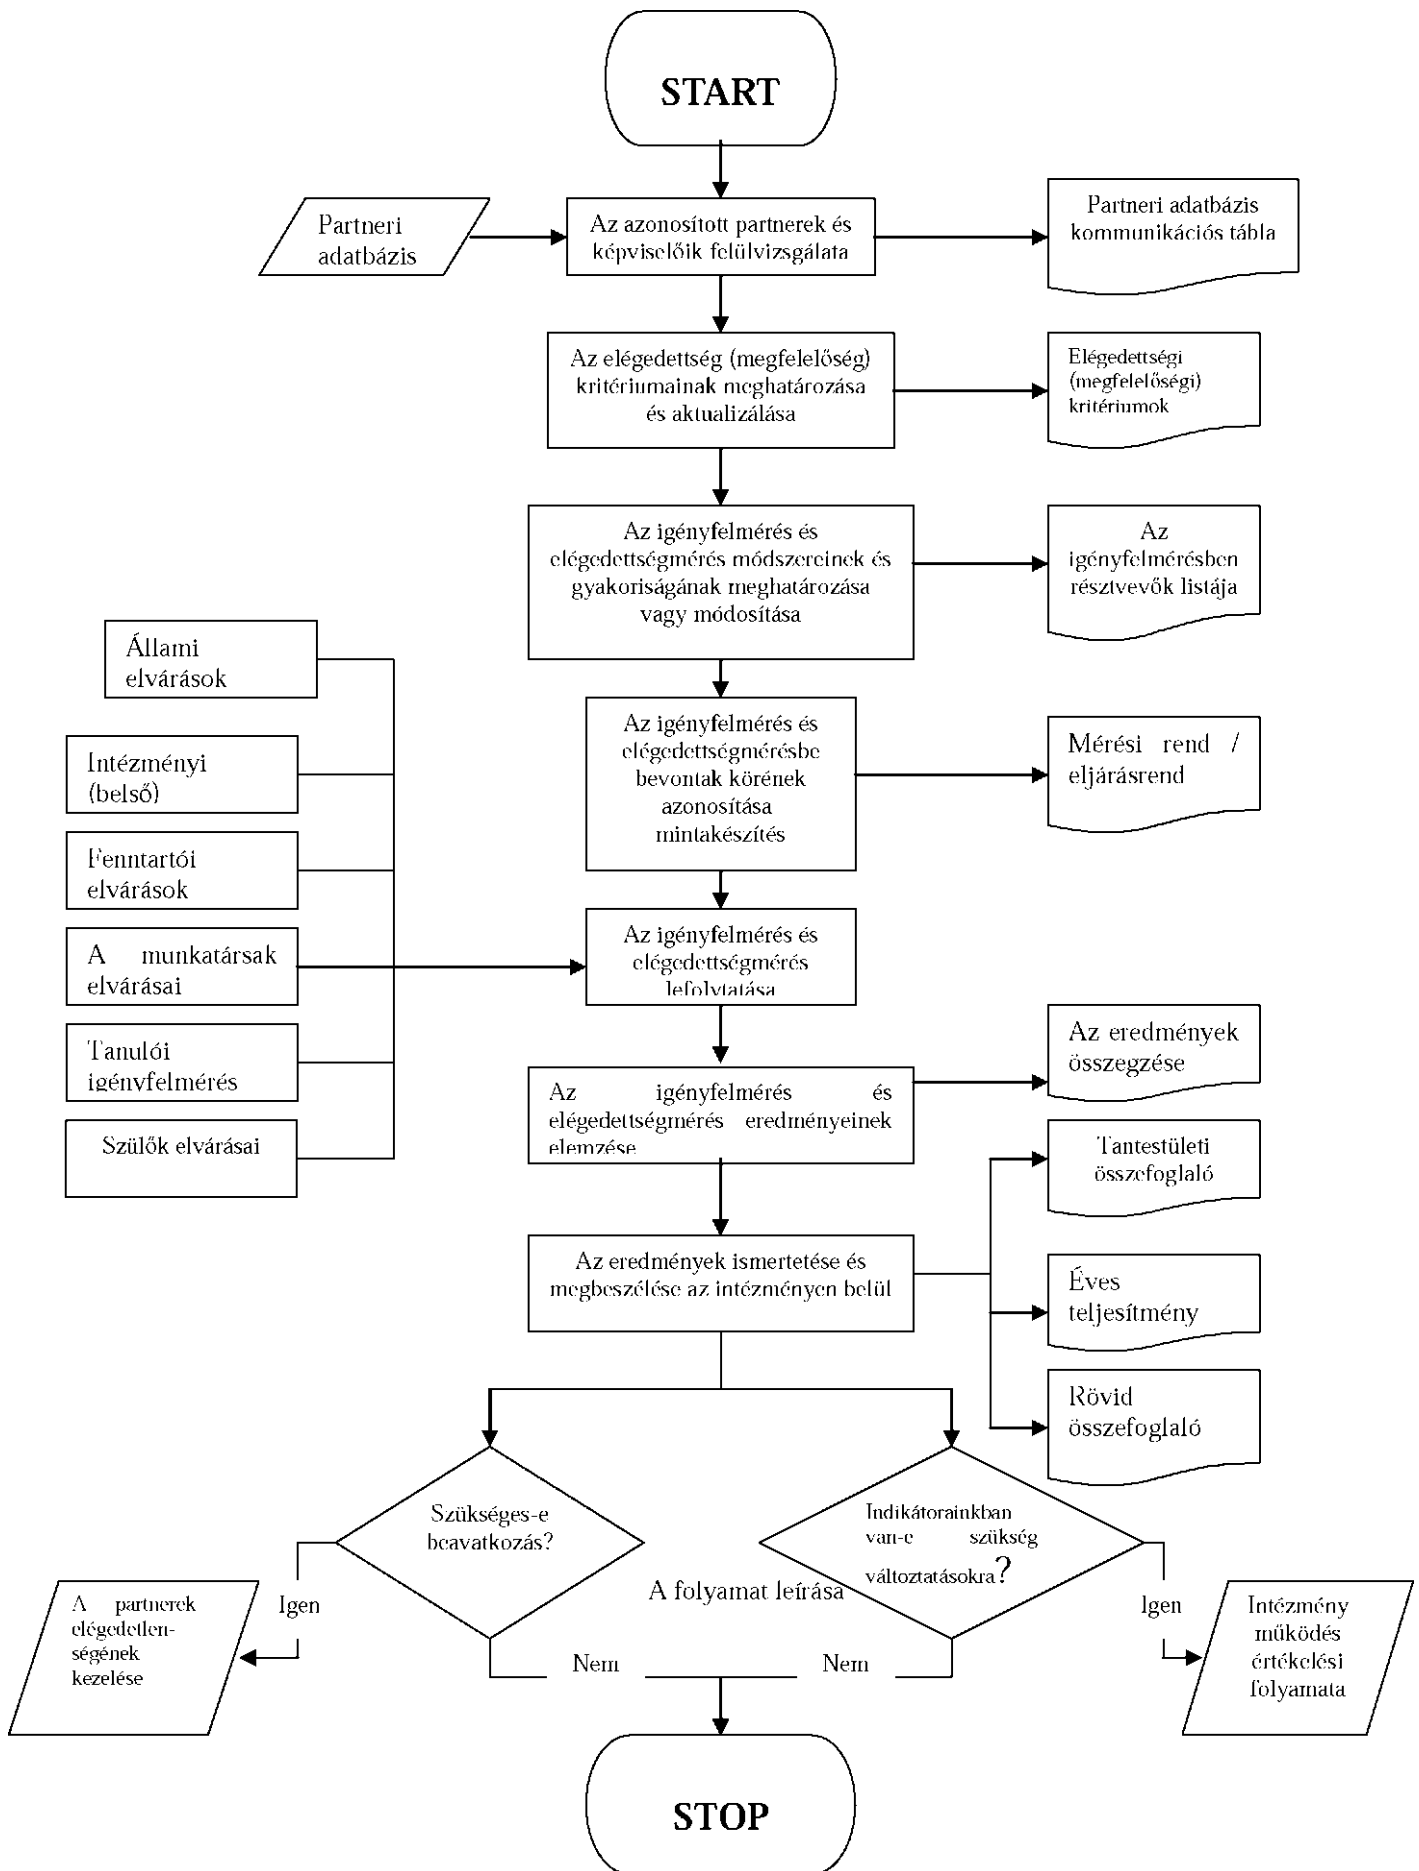 START
Partneri
adatbázis
Az azonosított partnerek és
képviselőik felülvizsgálata
Partneri adatbázis
kommunikációs tábla
Az elégedettség (megfelelőség)
kritériumainak meghatározása
és aktualizálása
Elégedettségi
(megfelelőségi)
kritériumok
Az igényfelmérés és
elégedettségmérés módszereinek és
gyakoriságának meghatározása
vagy módosítása
Az
igényfelmérésben
résztvevők listája
Állami
elvárások
Intézményi
(belső)
Fenntartói
elvárások
A munkatársak
elvárásai
Tanulói
igényfelmérés
Szülők elvárásai
Az igényfelmérés és
elégedettségmérésbe
bevontak körének
azonosítása
mintakészítés
Mérési rend /
eljárásrend
Az igényfelmérés és
elégedettségmérés
lefolytatása
Az igényfelmérés és
elégedettségmérés eredményeinek
elemzése
Az eredmények
összegzése
Tantestületi
összefoglaló
Az eredmények ismertetése és
megbeszélése az intézményen belül
Éves
teljesítmény
Rövid
összefoglaló
Szükséges-e
beavatkozás?
Indikátorainkban
van-e szükség
változtatásokra?
A folyamat leírása
Igen
Igen
A partnerek
elégedetlen-
ségének
kezelése
Intézmény
működés
értékelési
folyamata
Nem
Nem
STOP